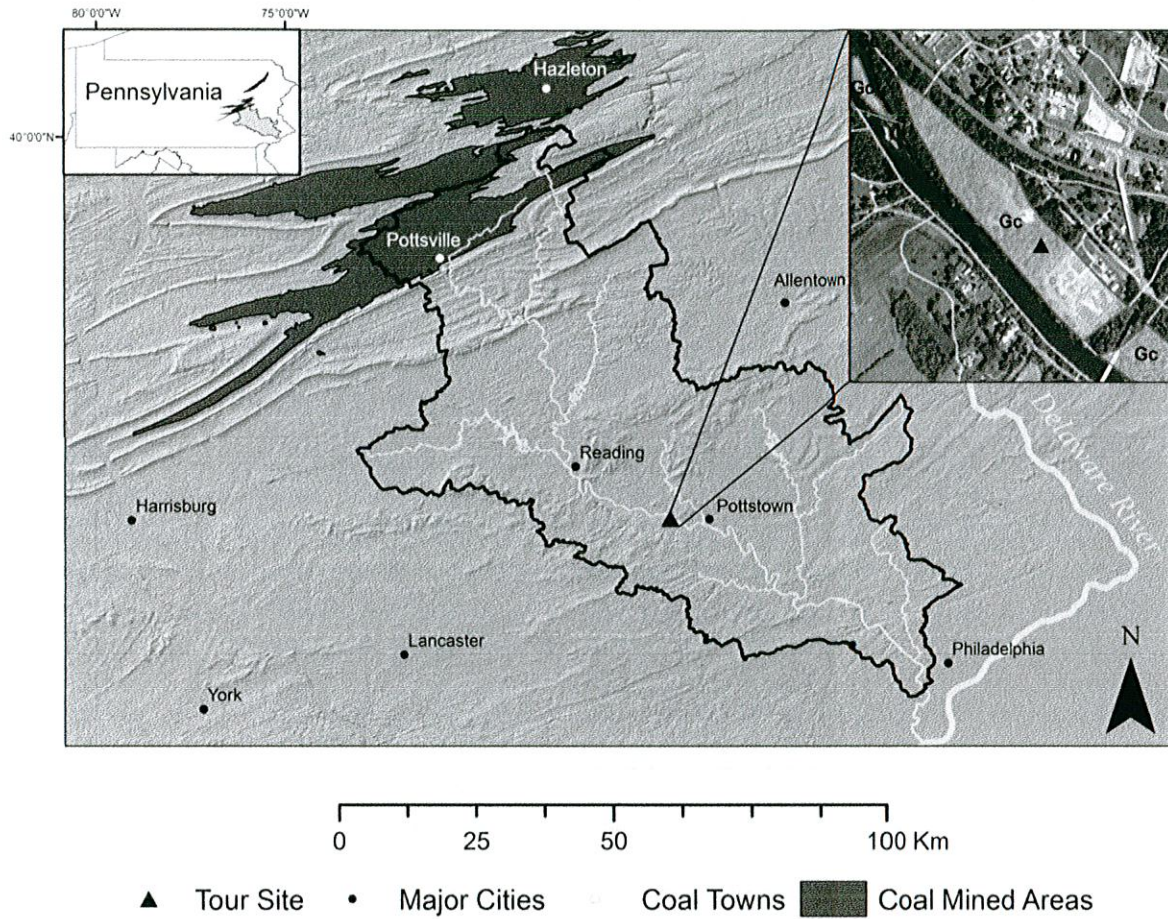 80°0'0"W 75°0'0"W
40°0'0"N
Pennsylvania
Hazleton
Pottsville
Allentown
Gc
Gc
Gc
Delaware River
Reading
Harrisburg
Pottstown
Lancaster
Philadelphia
York
N
0 25 50 100 Km
Tour Site Major Cities Coal Towns Coal Mined Areas